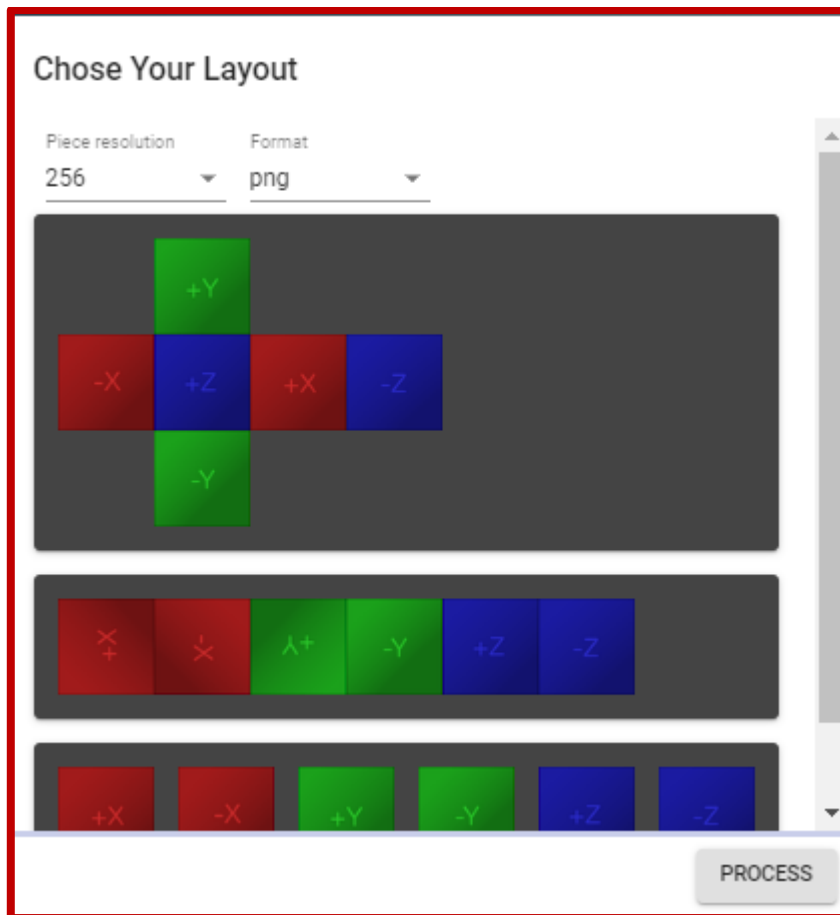 Chose Your Layout
Piece resolution Format
256 png
+Y
-X +Z +X -Z
-Y
+X -X +Y -Y +Z -Z
+X -X +Y -Y +Z -Z
PROCESS